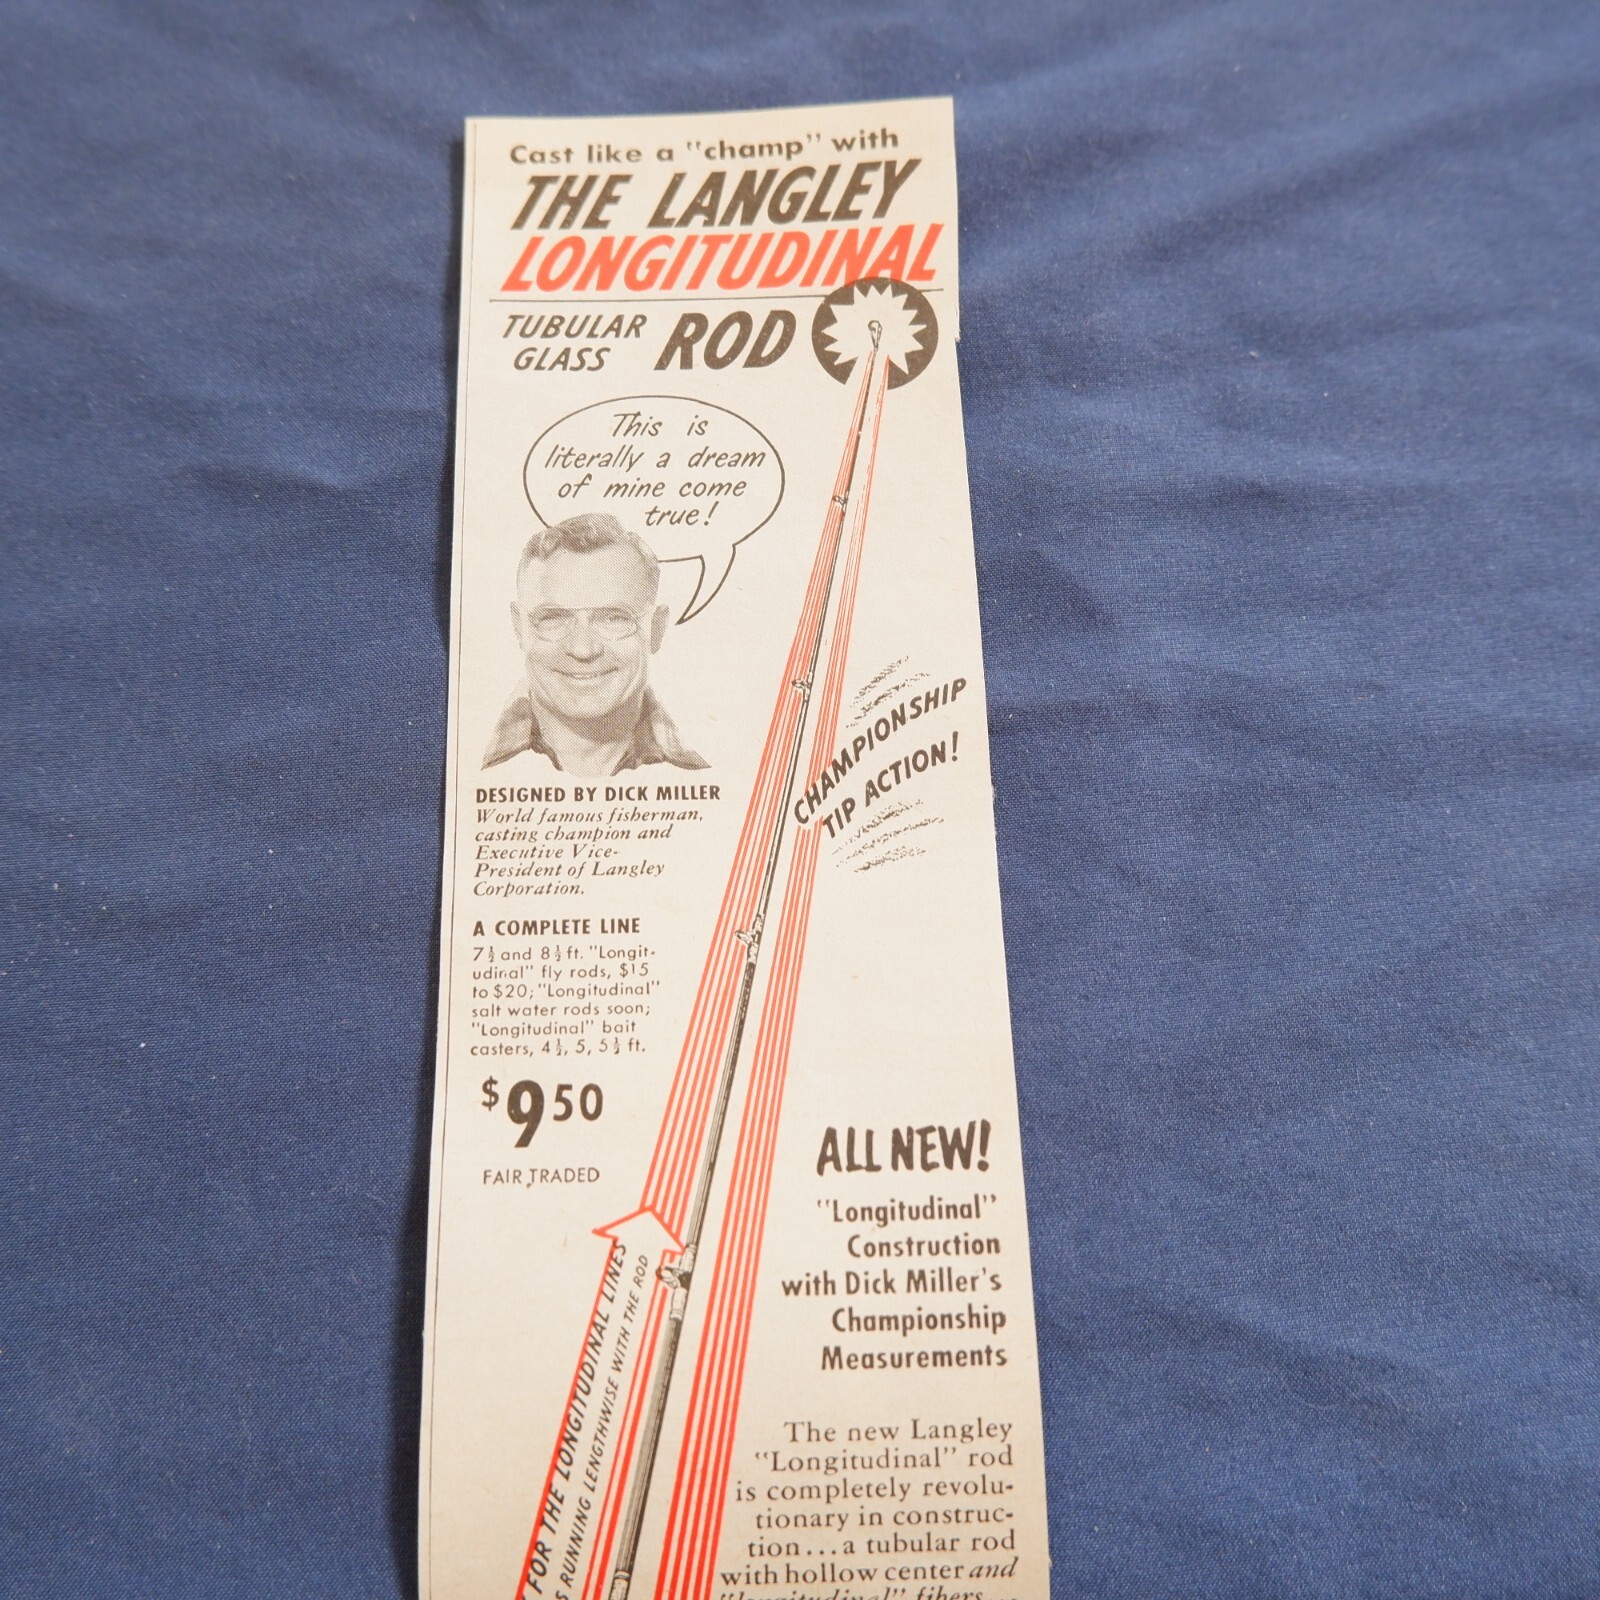 Cast like a "champ" with
THE LANGLEY
LONGITUDINAL
TUBULAR
GLASS
ROD
This is
literally a dream
of mine come
true!
CHAMPIONSHIP
TIP ACTION!
DESIGNED BY DICK MILLER
World famous fisherman,
casting champion and
Executive Vice-
President of Langley
Corporation.
A COMPLETE LINE
7½ and 8½ ft. "Longit-
udinal" fly rods, $15
to $20; "Longitudinal"
salt water rods soon;
"Longitudinal" bait
casters, 4½, 5, 5½ ft.
$9 50
FAIR TRADED
FOR THE LONGITUDINAL LINES
RUNNING LENGTHWISE WITH THE ROD
ALL NEW!
"Longitudinal"
Construction
with Dick Miller's
Championship
Measurements
The new Langley
"Longitudinal" rod
is completely revolu-
tionary in construc-
tion...a tubular rod
with hollow center and
"longitudinal" fibers...